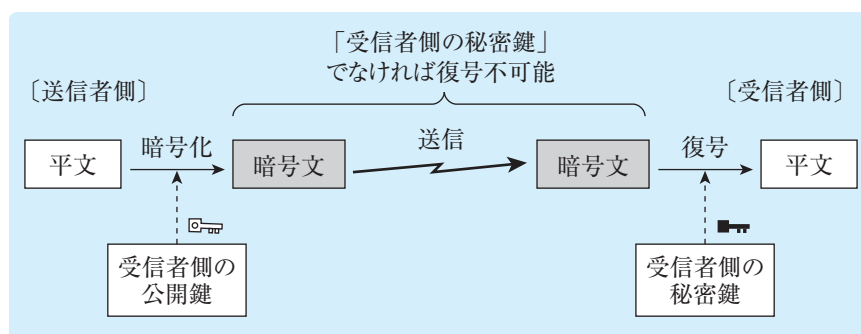 「受信者側の秘密鍵」
でなければ復号不可能
〔送信者側〕
〔受信者側〕
平文
暗号化
暗号文
送信
暗号文
復号
平文
受信者側の
公開鍵
受信者側の
秘密鍵